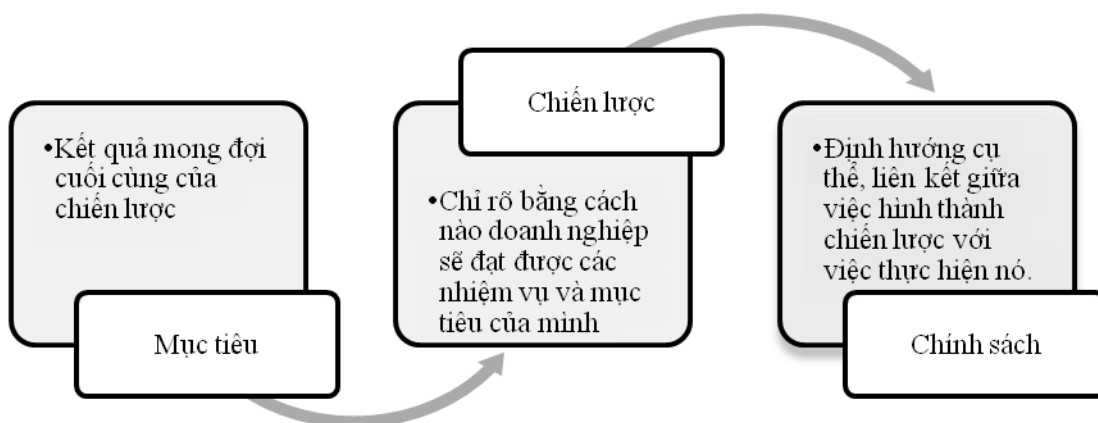 •Kết quả mong đợi
cuối cùng của
chiến lược
Mục tiêu
Chiến lược
•Chỉ rõ bằng cách
nào doanh nghiệp
sẽ đạt được các
nhiệm vụ và mục
tiêu của mình
•Định hướng cụ
thể, liên kết giữa
việc hình thành
chiến lược với
việc thực hiện nó.
Chính sách